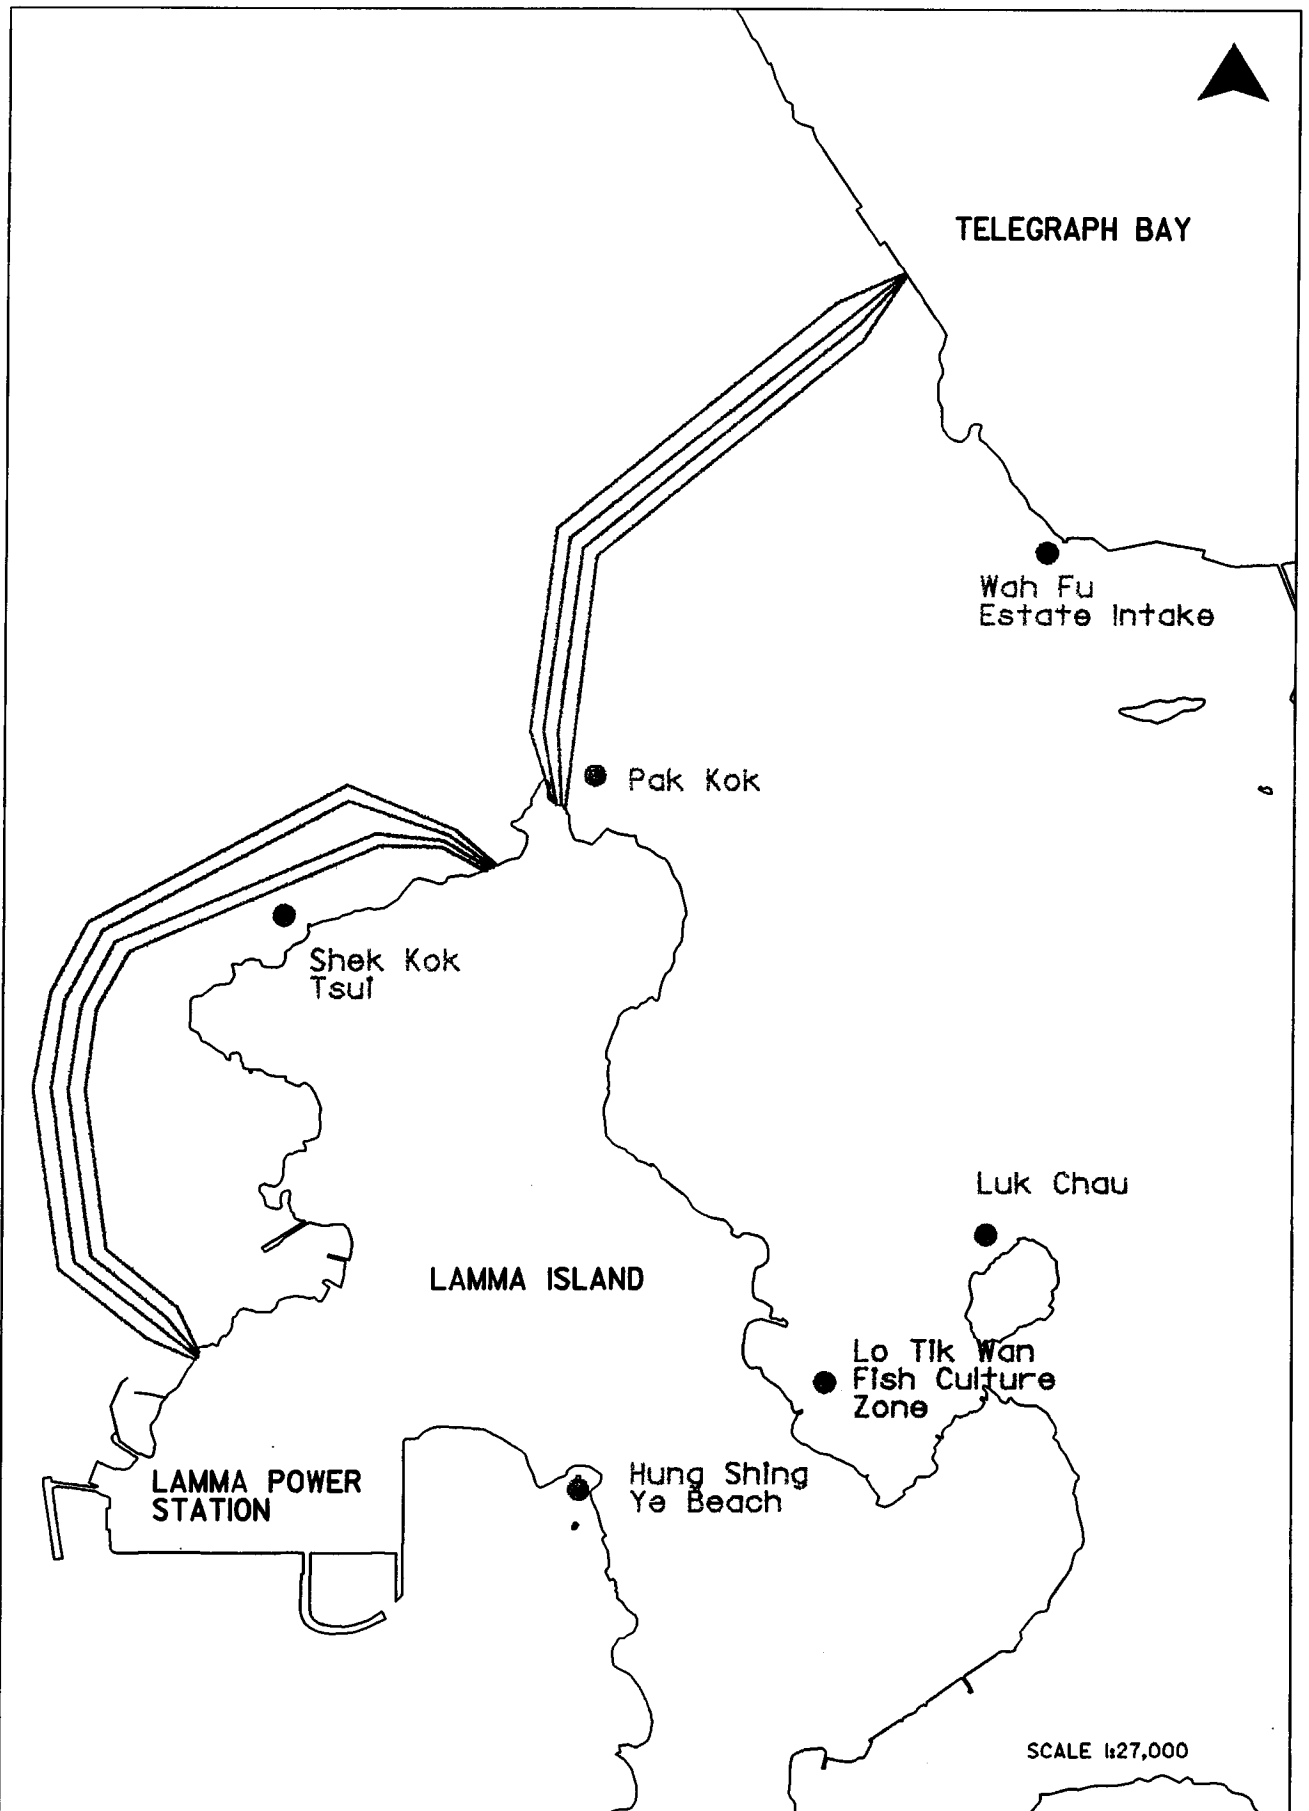 TELEGRAPH BAY
Wah Fu
Estate Intake
Pak Kok
Shek Kok
Tsui
Luk Chau
LAMMA ISLAND
Lo Tik Wan
Fish Culture
Zone
Hung Shing
Ye Beach
LAMMA POWER
STATION
SCALE 1:27,000